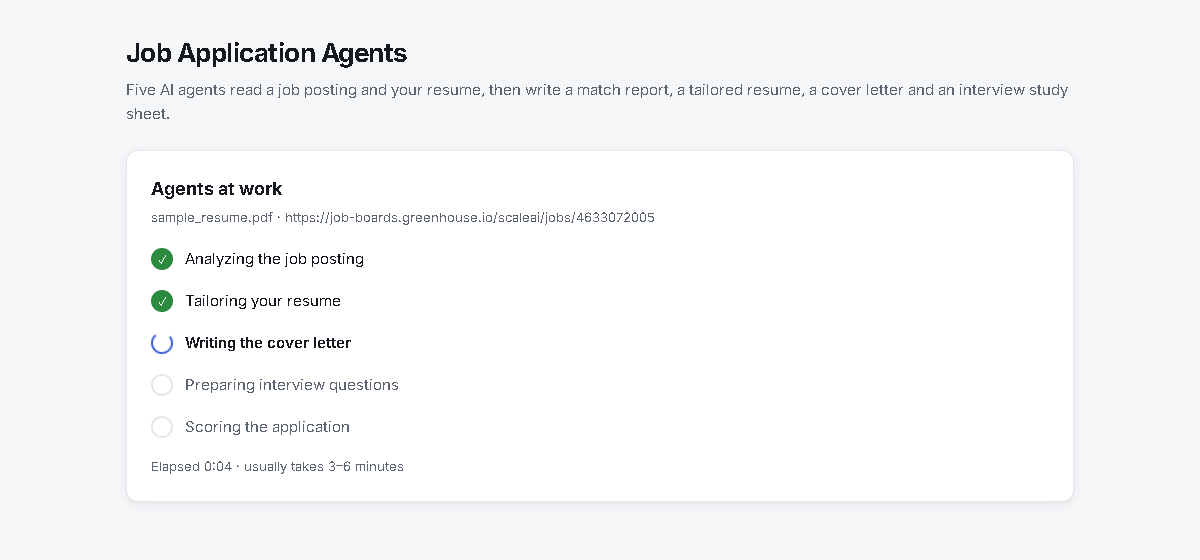 Job Application Agents
Five AI agents read a job posting and your resume, then write a match report, a tailored resume, a cover letter and an interview study
sheet.
Agents at work
sample_resume.pdf · https://job-boards.greenhouse.io/scaleai/jobs/4633072005
✓ Analyzing the job posting
✓ Tailoring your resume
Writing the cover letter
Preparing interview questions
Scoring the application
Elapsed 0:04 · usually takes 3–6 minutes